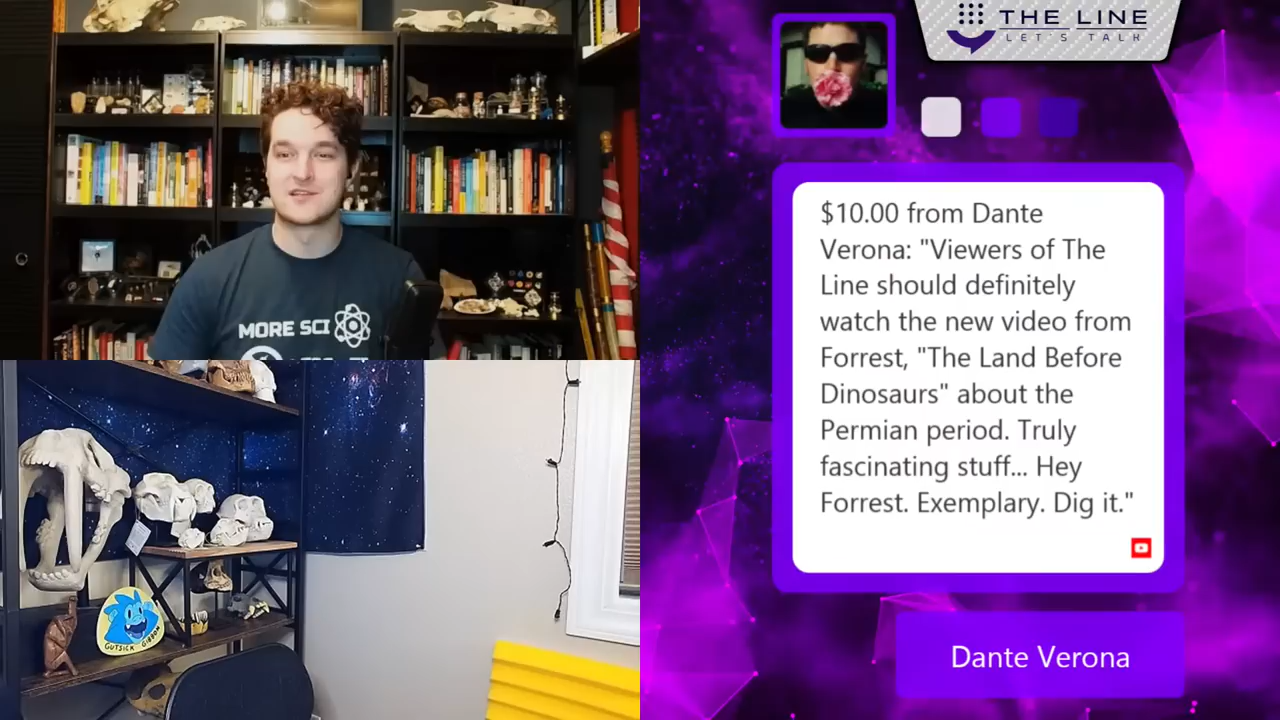 THE LINE
LET'S TALK
MORE SCI
GUTSICK GIBBON
$10.00 from Dante
Verona: "Viewers of The
Line should definitely
watch the new video from
Forrest, "The Land Before
Dinosaurs" about the
Permian period. Truly
fascinating stuff... Hey
Forrest. Exemplary. Dig it."
Dante Verona